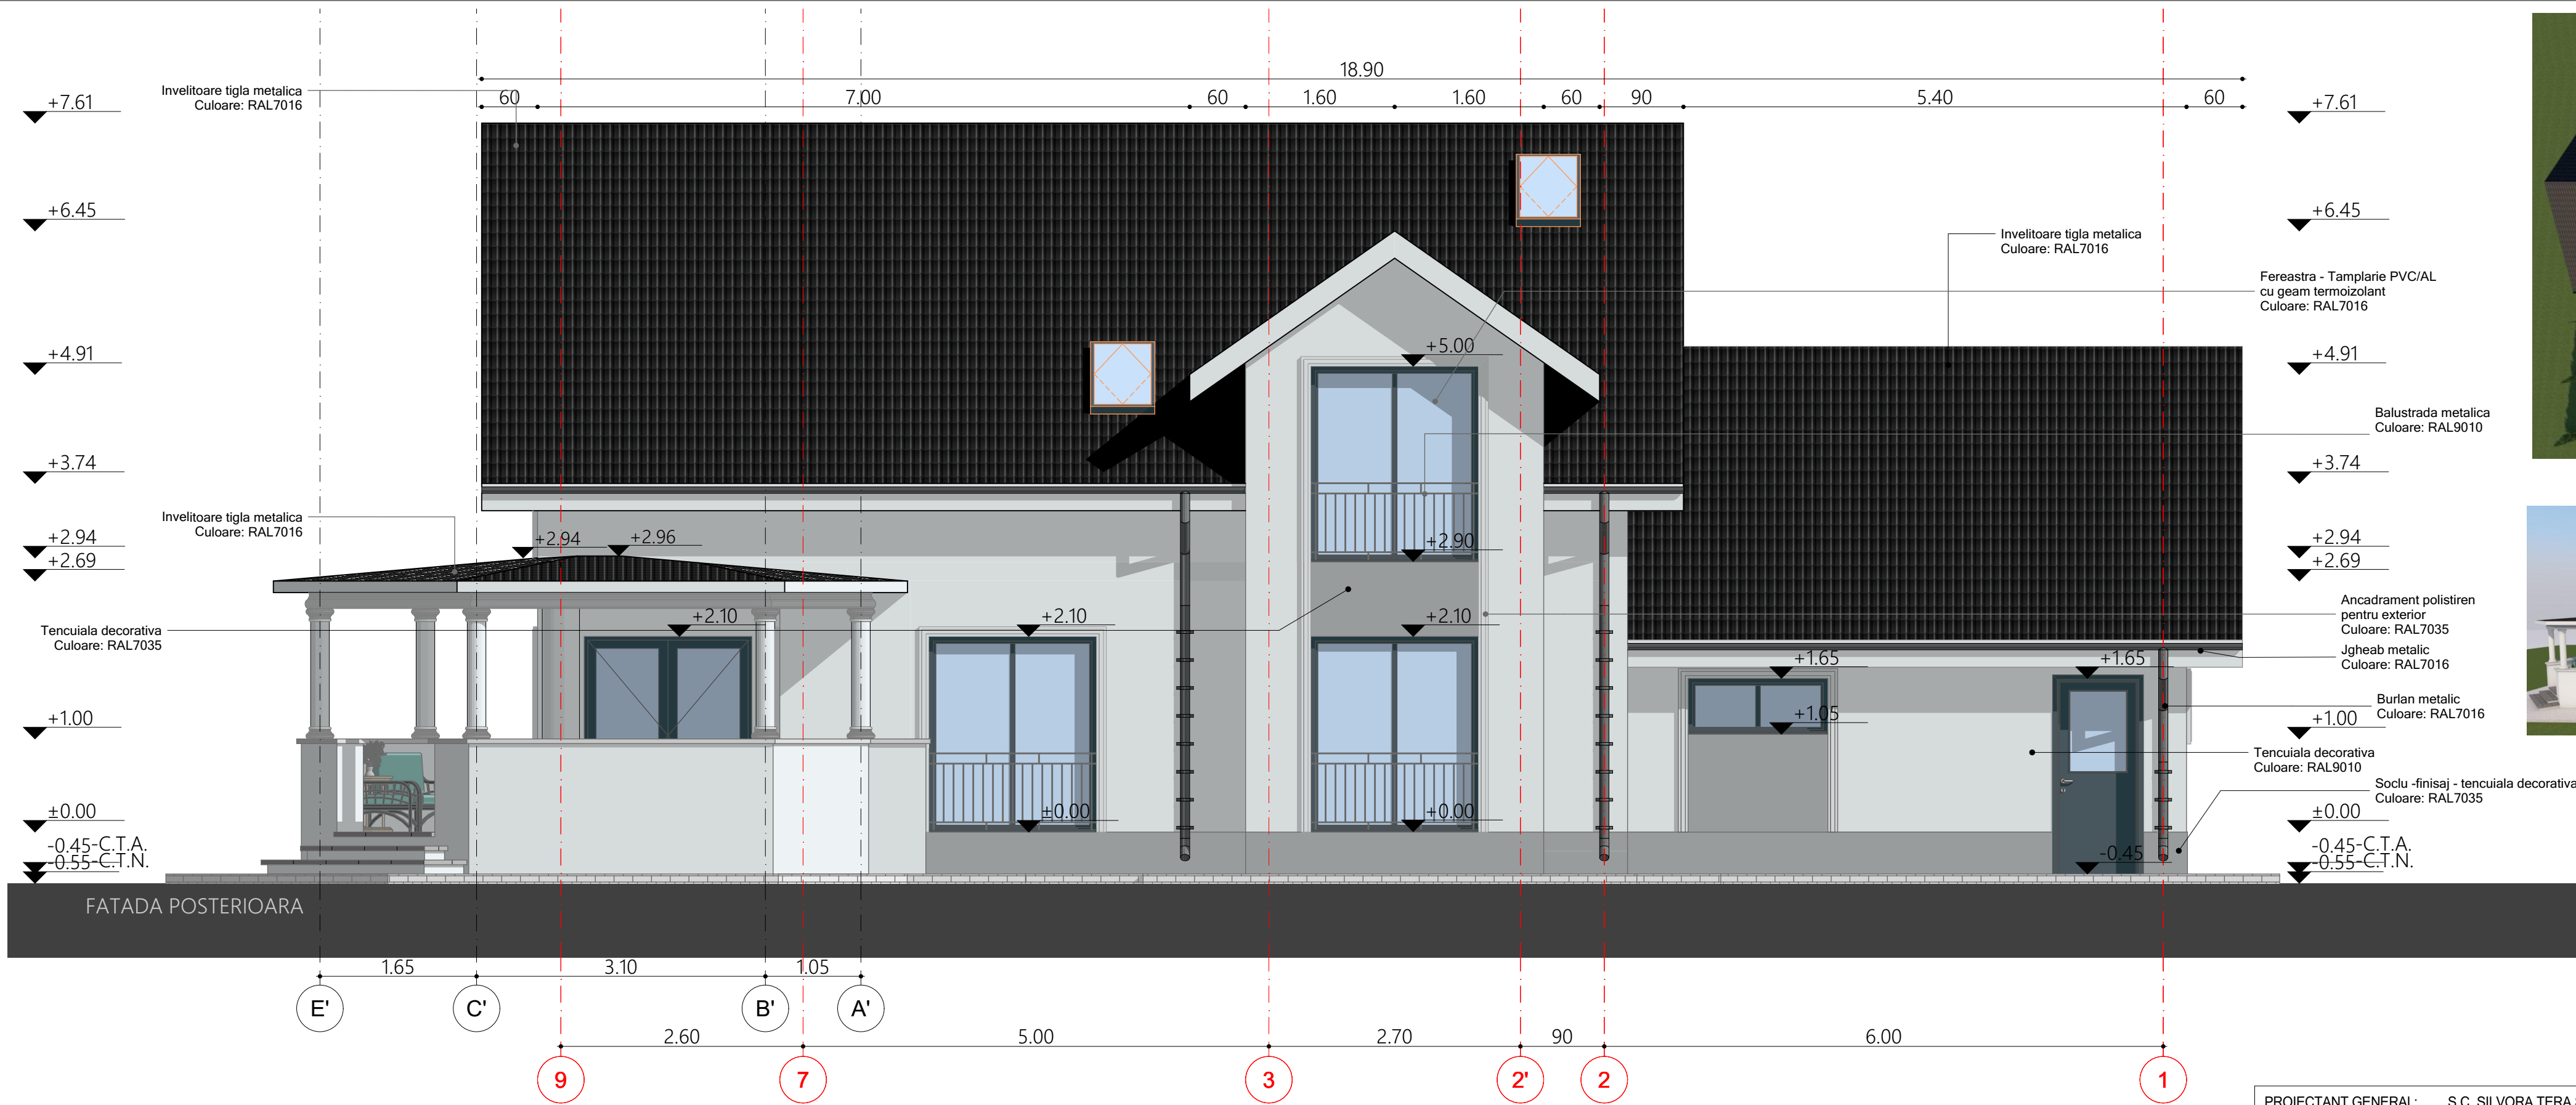 18.90
60 7.00 60 1.60 1.60 60 90 5.40 60
Invelitoare tigla metalica
Culoare: RAL7016
+7.61
+7.61
+6.45
+6.45
Invelitoare tigla metalica
Culoare: RAL7016
Fereastra - Tamplarie PVC/AL
cu geam termoizolant
Culoare: RAL7016
+4.91
+5.00
+4.91
Balustrada metalica
Culoare: RAL9010
+3.74
+3.74
Invelitoare tigla metalica
Culoare: RAL7016
+2.94
+2.94
+2.96
+2.90
+2.94
+2.69
+2.69
Ancadrament polistiren
pentru exterior
Culoare: RAL7035
Tencuiala decorativa
Culoare: RAL7035
+2.10
+2.10
+2.10
Jgheab metalic
Culoare: RAL7016
+1.65
+1.65
Burlan metalic
Culoare: RAL7016
+1.00
+1.05
+1.00
Tencuiala decorativa
Culoare: RAL9010
Soclu -finisaj - tencuiala decorativa
Culoare: RAL7035
±0.00
±0.00
+0.00
±0.00
-0.45-C.T.A.
-0.55-C.T.N.
-0.45
-0.45-C.T.A.
-0.55-C.T.N.
FATADA POSTERIOARA
1.65 3.10 1.05
E' C' B' A'
2.60 5.00 2.70 90 6.00
9 7 3 2' 2 1
PROIECTANT GENERAL: S.C. SILVORA TERA